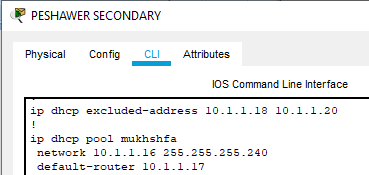 PESHAWER SECONDARY
Physical Config CLI Attributes
IOS Command Line Interface
!
ip dhcp excluded-address 10.1.1.18 10.1.1.20
!
ip dhcp pool mukhshfa
network 10.1.1.16 255.255.255.240
default-router 10.1.1.17